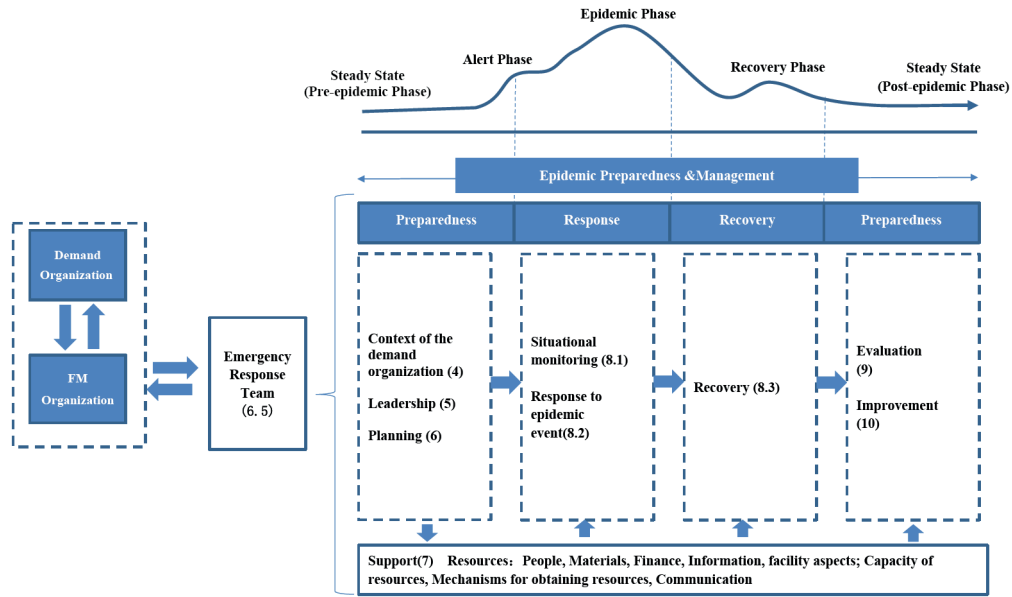 Epidemic Phase
Alert Phase
Recovery Phase
Steady State
(Pre-epidemic Phase)
Steady State
(Post-epidemic Phase)
Epidemic Preparedness &Management
Preparedness
Response
Recovery
Preparedness
Demand
Organization
FM
Organization
Emergency
Response
Team
(6.5)
Context of the
demand
organization (4)
Leadership (5)
Planning (6)
Situational
monitoring (8.1)
Response to
epidemic
event(8.2)
Recovery (8.3)
Evaluation
(9)
Improvement
(10)
Support(7) Resources: People, Materials, Finance, Information, facility aspects; Capacity of
resources, Mechanisms for obtaining resources, Communication